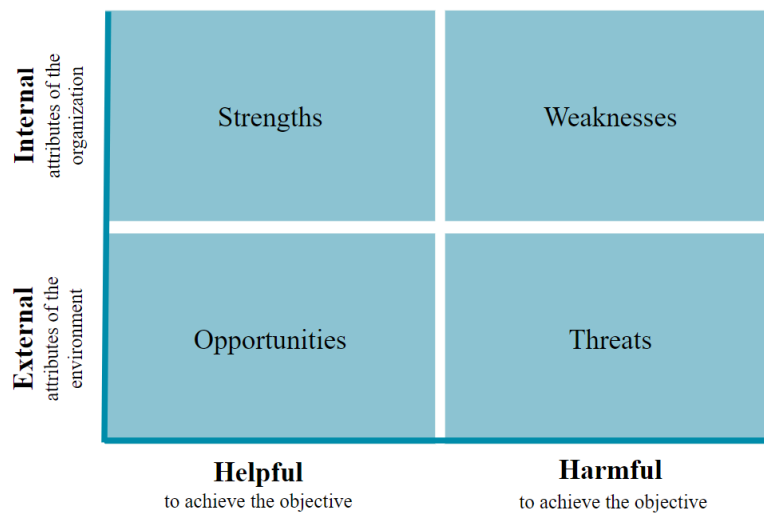 Internal
attributes of the
organization
Strengths
Weaknesses
External
attributes of the
environment
Opportunities
Threats
Helpful
to achieve the objective
Harmful
to achieve the objective